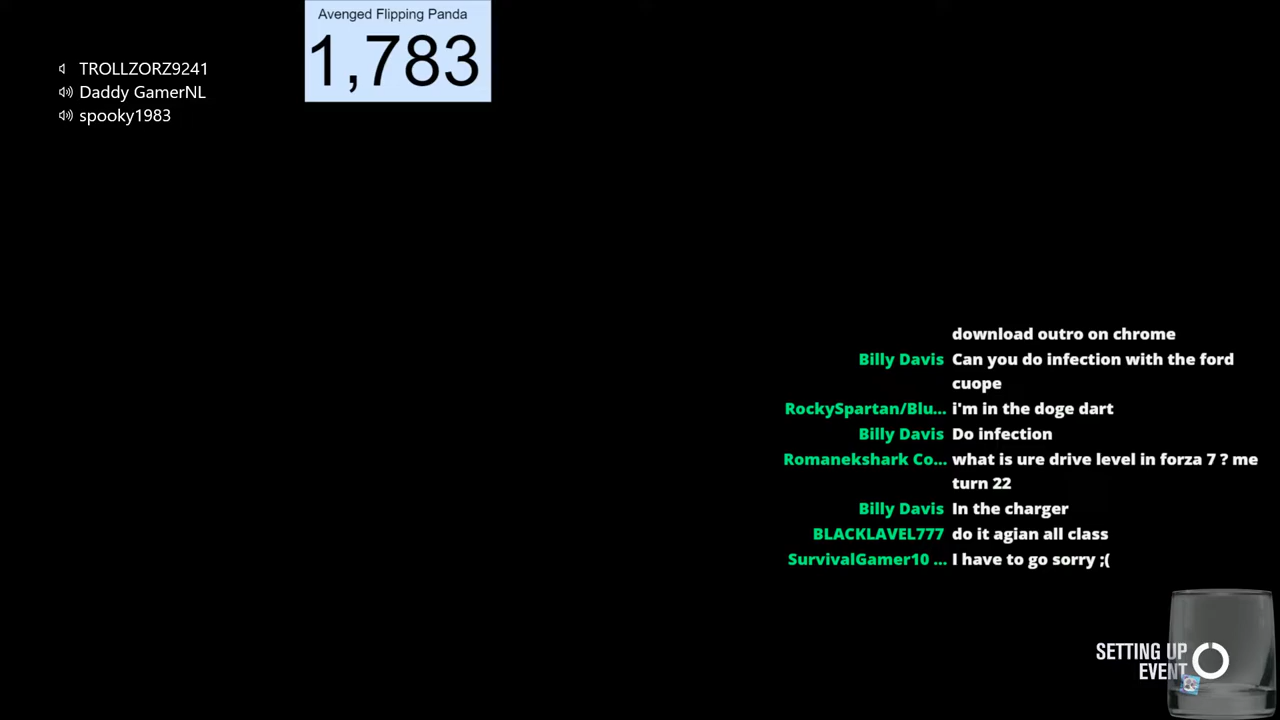 Avenged Flipping Panda
1,783
TROLLZORZ9241
Daddy GamerNL
spooky1983
download outro on chrome
Billy Davis Can you do infection with the ford
cuope
RockySpartan/Blu... i'm in the doge dart
Billy Davis Do infection
Romanekshark Co... what is ure drive level in forza 7 ? me
turn 22
Billy Davis In the charger
BLACKLAVEL777 do it agian all class
SurvivalGamer10 ... I have to go sorry ;(
SETTING UP
EVENT